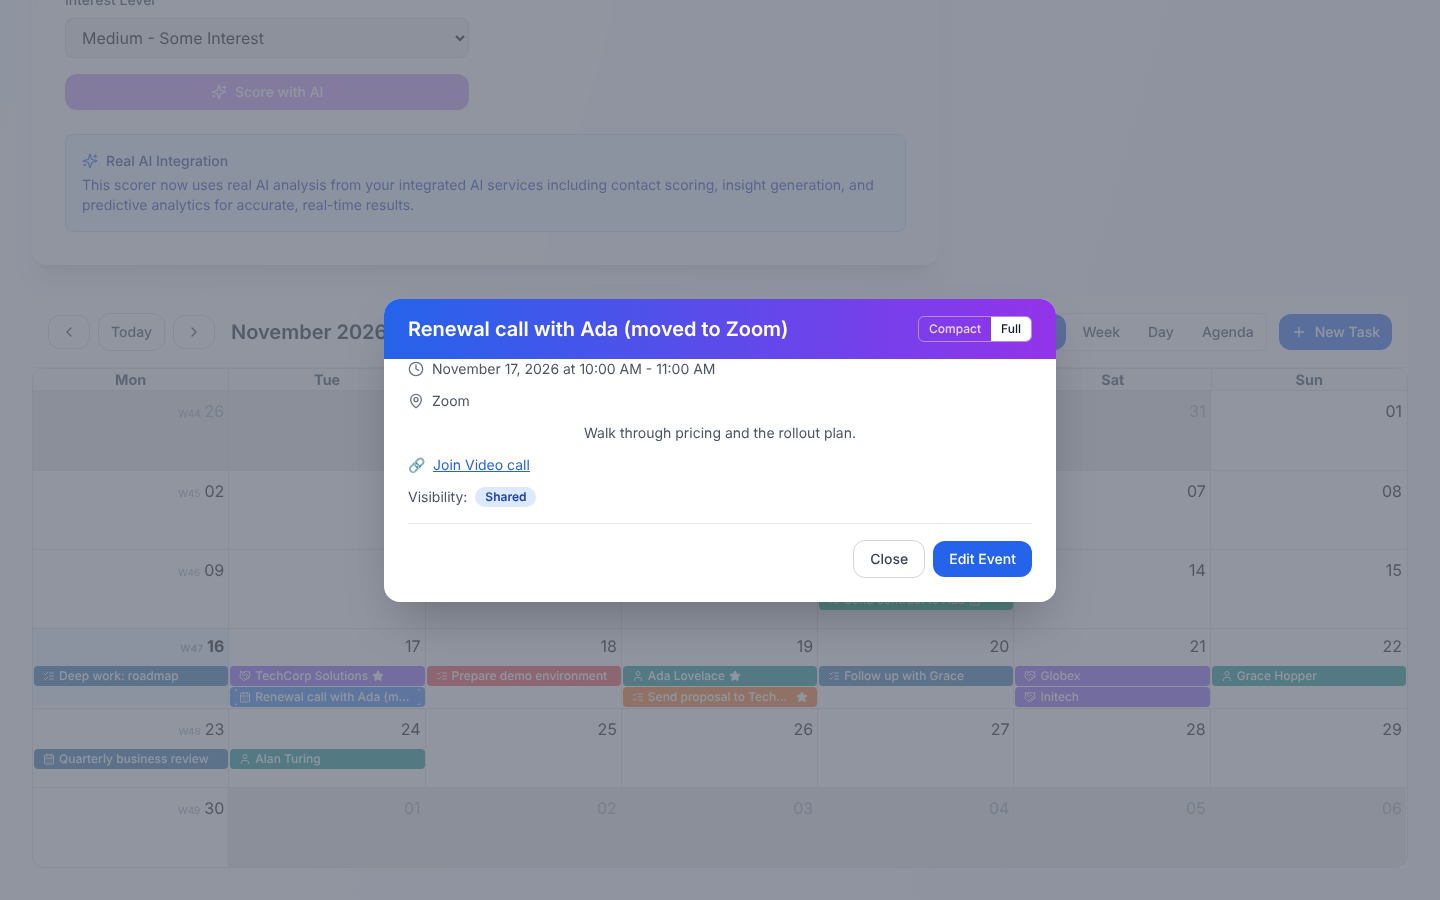 Interest Level
Medium - Some Interest
Score with AI
Real AI Integration
This scorer now uses real AI analysis from your integrated AI services including contact scoring, insight generation, and
predictive analytics for accurate, real-time results.
Today
November 2026
Week
Day
Agenda
New Task
Renewal call with Ada (moved to Zoom)
Compact
Full
November 17, 2026 at 10:00 AM - 11:00 AM
Zoom
Walk through pricing and the rollout plan.
🔗 Join Video call
Visibility: Shared
Close
Edit Event
Mon
Tue
Sat
Sun
W44 26
31
01
W45 02
07
08
W46 09
14
15
W47 16
17
18
19
20
21
22
Deep work: roadmap
TechCorp Solutions
Prepare demo environment
Ada Lovelace
Follow up with Grace
Globex
Grace Hopper
Renewal call with Ada (m...
Send proposal to Tech...
Initech
W48 23
24
25
26
27
28
29
Quarterly business review
Alan Turing
W49 30
01
02
03
04
05
06